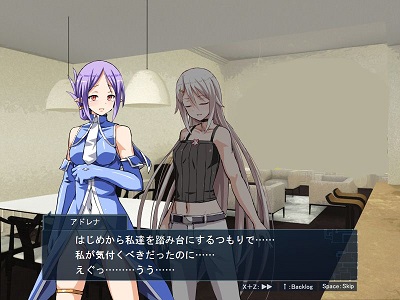 アドレナ
はじめから私達を踏み台にするつもりで……
私が気付くべきだったのに……
えぐっ………うう……
X+Z: ▶▶ ↑:Backlog Space: Skip